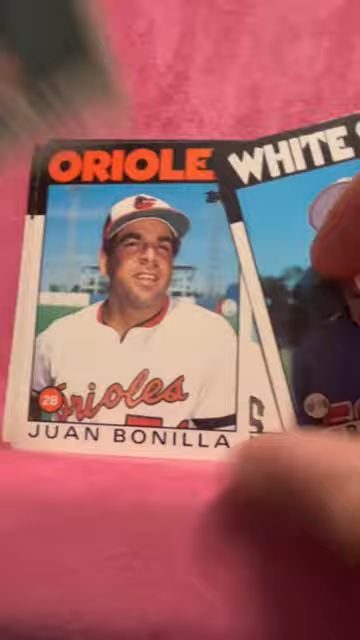 ORIOLE
WHITE
Orioles
28
JUAN BONILLA
S